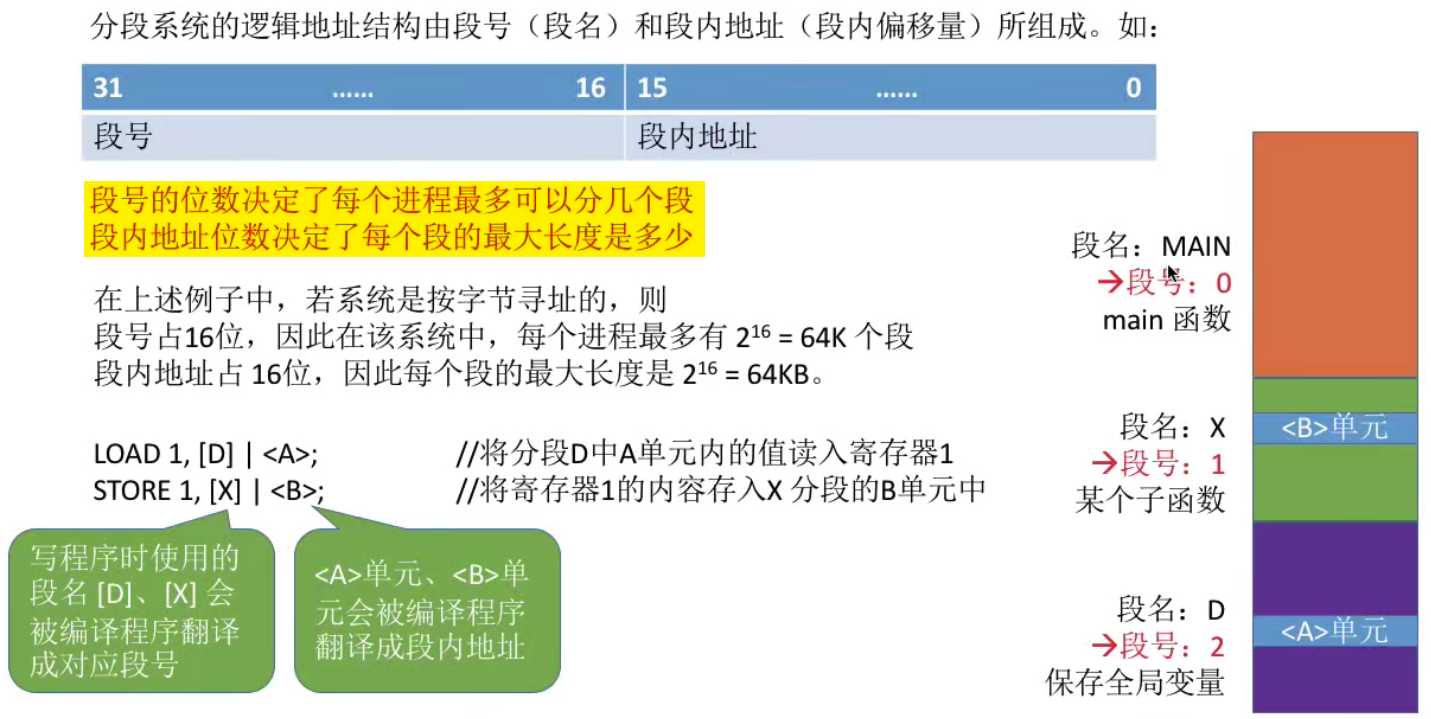 分段系统的逻辑地址结构由段号（段名）和段内地址（段内偏移量）所组成。如：
31 …… 16 15 …… 0
段号 段内地址
段号的位数决定了每个进程最多可以分几个段
段内地址位数决定了每个段的最大长度是多少
在上述例子中，若系统是按字节寻址的，则
段号占16位，因此在该系统中，每个进程最多有 2¹⁶ = 64K 个段
段内地址占 16位，因此每个段的最大长度是 2¹⁶ = 64KB。
LOAD 1, [D] | <A>; //将分段D中A单元内的值读入寄存器1
STORE 1, [X] | <B>; //将寄存器1的内容存入X 分段的B单元中
写程序时使用的
段名 [D]、[X] 会
被编译程序翻译
成对应段号
<A>单元、<B>单
元会被编译程序
翻译成段内地址
段名：MAIN
→段号：0
main 函数
段名：X
→段号：1
某个子函数
<B>单元
段名：D
→段号：2
保存全局变量
<A>单元